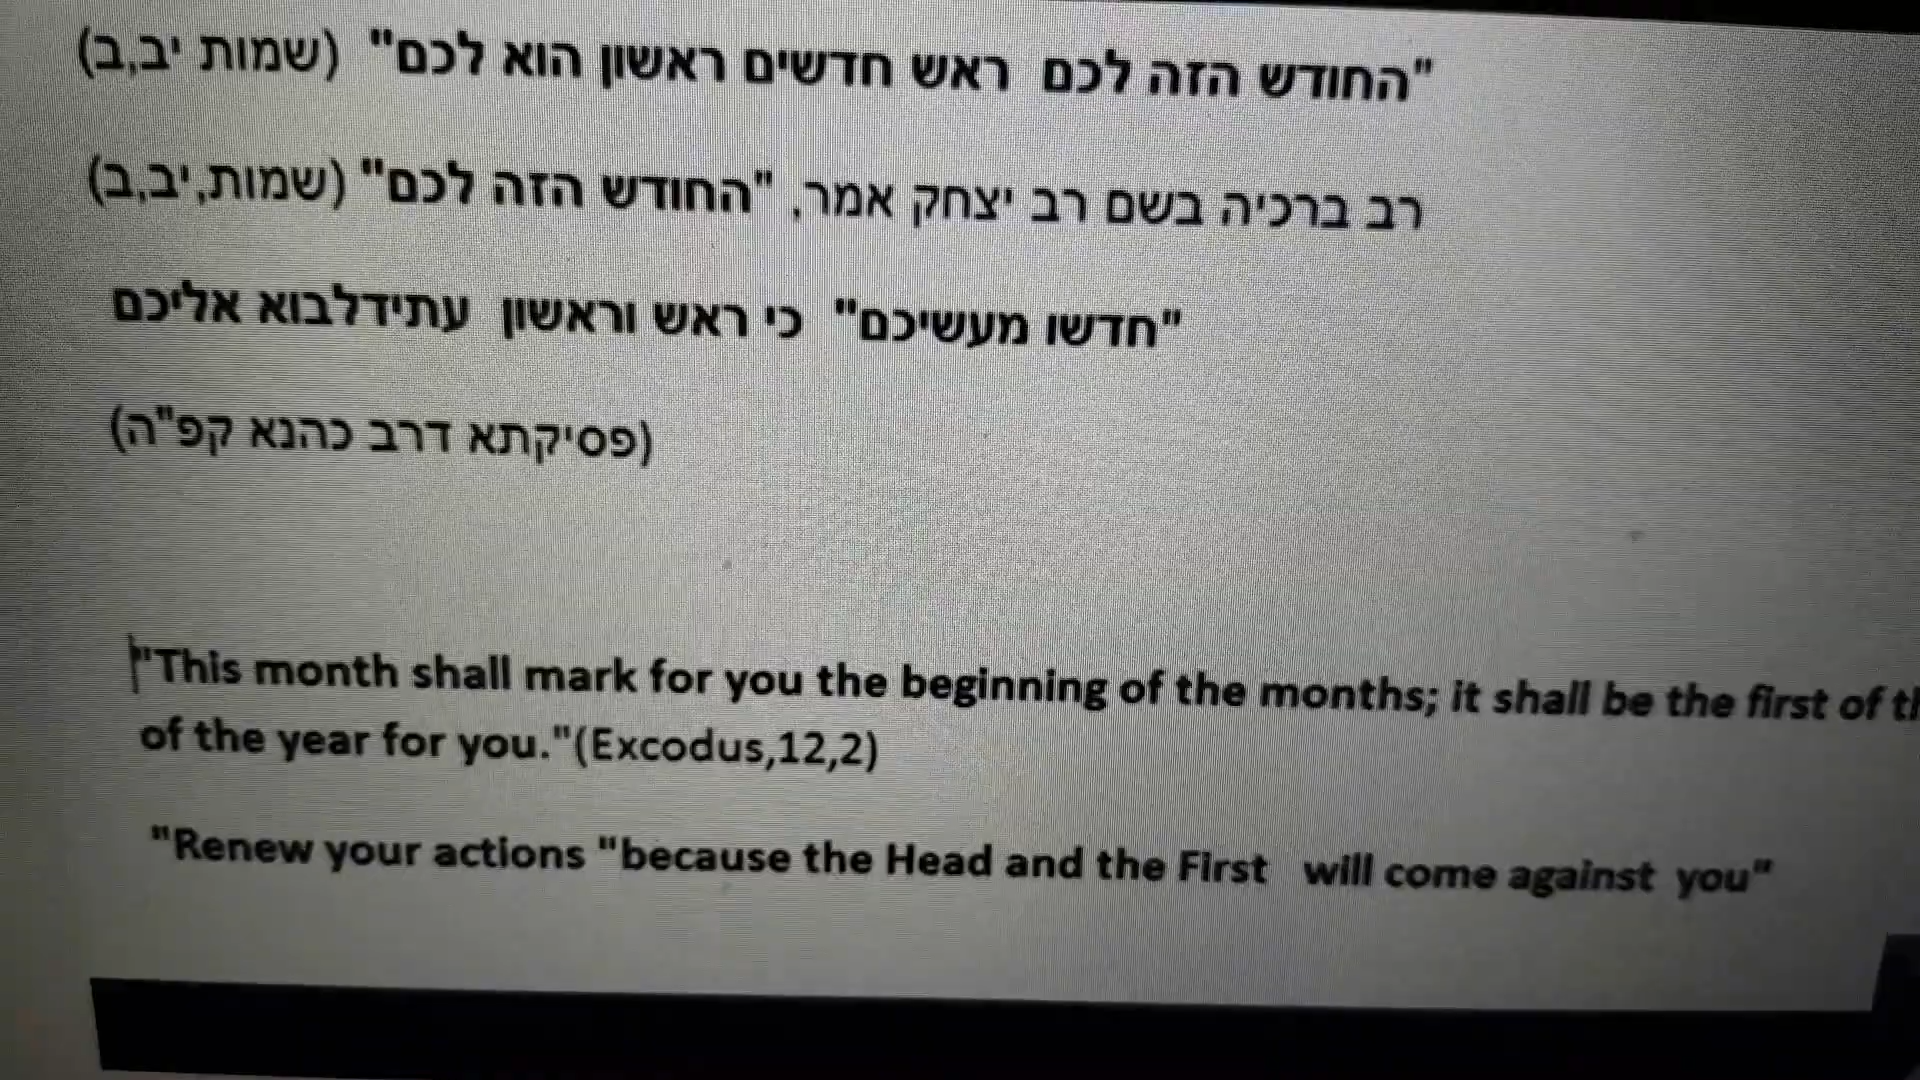 "החודש הזה לכם ראש חדשים ראשון הוא לכם" (שמות יב,ב)
רב ברכיה בשם רב יצחק אמר, "החודש הזה לכם" (שמות,יב,ב)
"חדשו מעשיכם" כי ראש וראשון עתידלבוא אליכם
(פסיקתא דרב כהנא קפ"ה)
"This month shall mark for you the beginning of the months; it shall be the first of
of the year for you."(Excodus,12,2)
"Renew your actions "because the Head and the First will come against you"